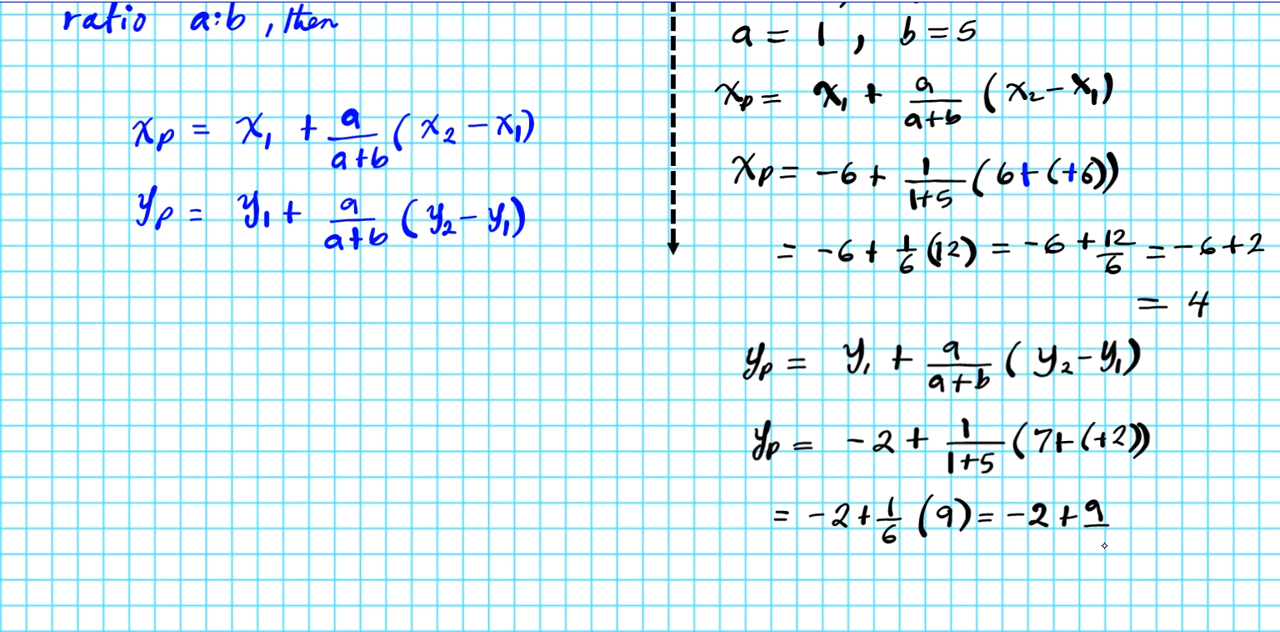 ratio a:b, then
xₚ = x₁ + a/(a+b) (x₂ − x₁)
yₚ = y₁ + a/(a+b) (y₂ − y₁)
a = 1, b = 5
xₚ = x₁ + a/(a+b) (x₂ − x₁)
xₚ = −6 + 1/(1+5) (6+(+6))
= −6 + 1/6 (12) = −6 + 12/6 = −6 + 2
= 4
yₚ = y₁ + a/(a+b) (y₂ − y₁)
yₚ = −2 + 1/(1+5) (7+(+2))
= −2 + 1/6 (9) = −2 + 9/